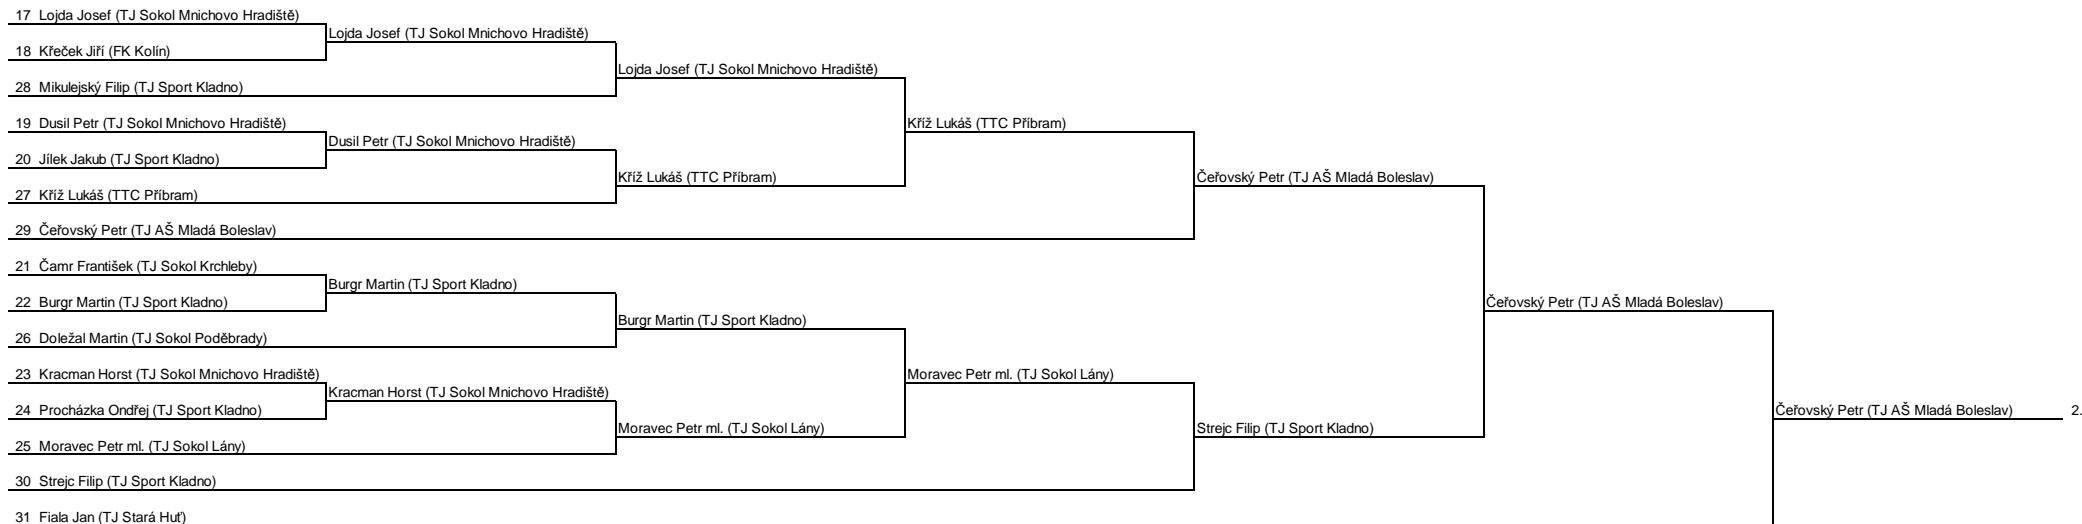 17 Lojda Josef (TJ Sokol Mnichovo Hradiště)
Lojda Josef (TJ Sokol Mnichovo Hradiště)
18 Křeček Jiří (FK Kolín)
Lojda Josef (TJ Sokol Mnichovo Hradiště)
28 Mikulejský Filip (TJ Sport Kladno)
19 Dusil Petr (TJ Sokol Mnichovo Hradiště)
Kříž Lukáš (TTC Příbram)
Dusil Petr (TJ Sokol Mnichovo Hradiště)
20 Jílek Jakub (TJ Sport Kladno)
Kříž Lukáš (TTC Příbram)
Čeřovský Petr (TJ AŠ Mladá Boleslav)
27 Kříž Lukáš (TTC Příbram)
29 Čeřovský Petr (TJ AŠ Mladá Boleslav)
21 Čamr František (TJ Sokol Krchleby)
Burgr Martin (TJ Sport Kladno)
22 Burgr Martin (TJ Sport Kladno)
Čeřovský Petr (TJ AŠ Mladá Boleslav)
Burgr Martin (TJ Sport Kladno)
26 Doležal Martin (TJ Sokol Poděbrady)
23 Kracman Horst (TJ Sokol Mnichovo Hradiště)
Moravec Petr ml. (TJ Sokol Lány)
Kracman Horst (TJ Sokol Mnichovo Hradiště)
24 Procházka Ondřej (TJ Sport Kladno)
Čeřovský Petr (TJ AŠ Mladá Boleslav) 2.
Moravec Petr ml. (TJ Sokol Lány)
Strejc Filip (TJ Sport Kladno)
25 Moravec Petr ml. (TJ Sokol Lány)
30 Strejc Filip (TJ Sport Kladno)
31 Fiala Jan (TJ Stará Huť)